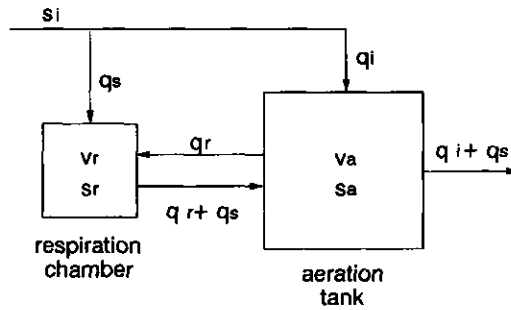 si
qs
qi
qr
vr
sr
va
sa
q i + qs
q r + qs
respiration
chamber
aeration
tank